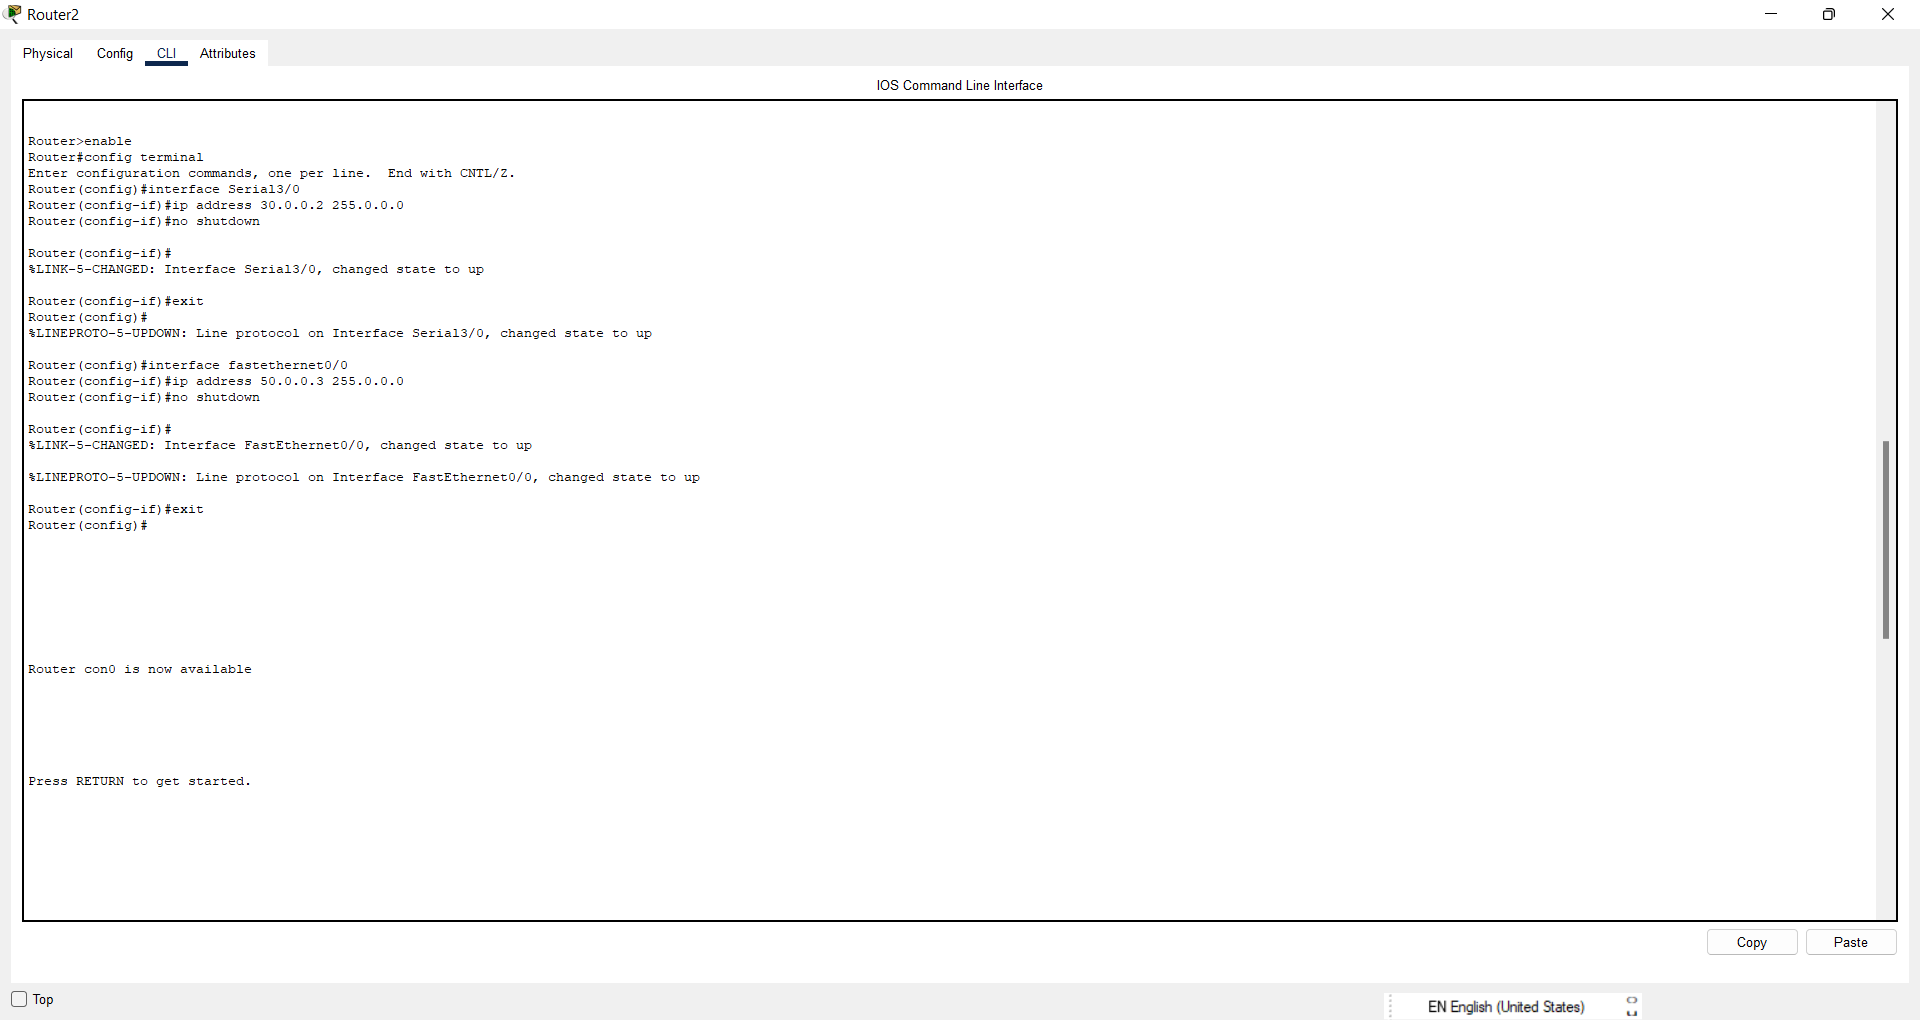 Router2
Physical Config CLI Attributes
IOS Command Line Interface
Router>enable
Router#config terminal
Enter configuration commands, one per line.  End with CNTL/Z.
Router(config)#interface Serial3/0
Router(config-if)#ip address 30.0.0.2 255.0.0.0
Router(config-if)#no shutdown
Router(config-if)#
%LINK-5-CHANGED: Interface Serial3/0, changed state to up
Router(config-if)#exit
Router(config)#
%LINEPROTO-5-UPDOWN: Line protocol on Interface Serial3/0, changed state to up
Router(config)#interface fastethernet0/0
Router(config-if)#ip address 50.0.0.3 255.0.0.0
Router(config-if)#no shutdown
Router(config-if)#
%LINK-5-CHANGED: Interface FastEthernet0/0, changed state to up
%LINEPROTO-5-UPDOWN: Line protocol on Interface FastEthernet0/0, changed state to up
Router(config-if)#exit
Router(config)#
Router con0 is now available
Press RETURN to get started.
Copy Paste
Top
EN English (United States)